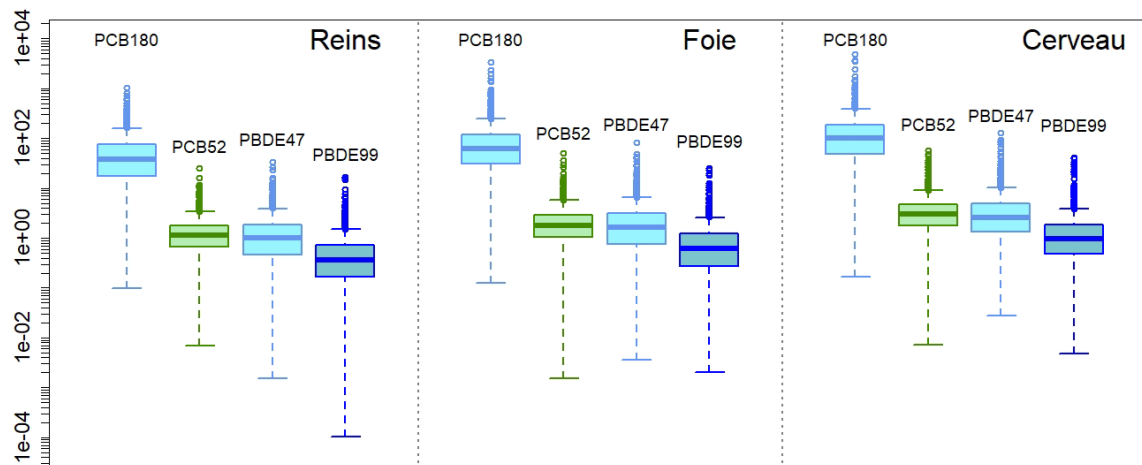 1e+04
1e+02
1e+00
1e-02
1e-04
Reins
PCB180
PCB52
PBDE47
PBDE99
Foie
PCB180
PCB52
PBDE47
PBDE99
Cerveau
PCB180
PCB52
PBDE47
PBDE99